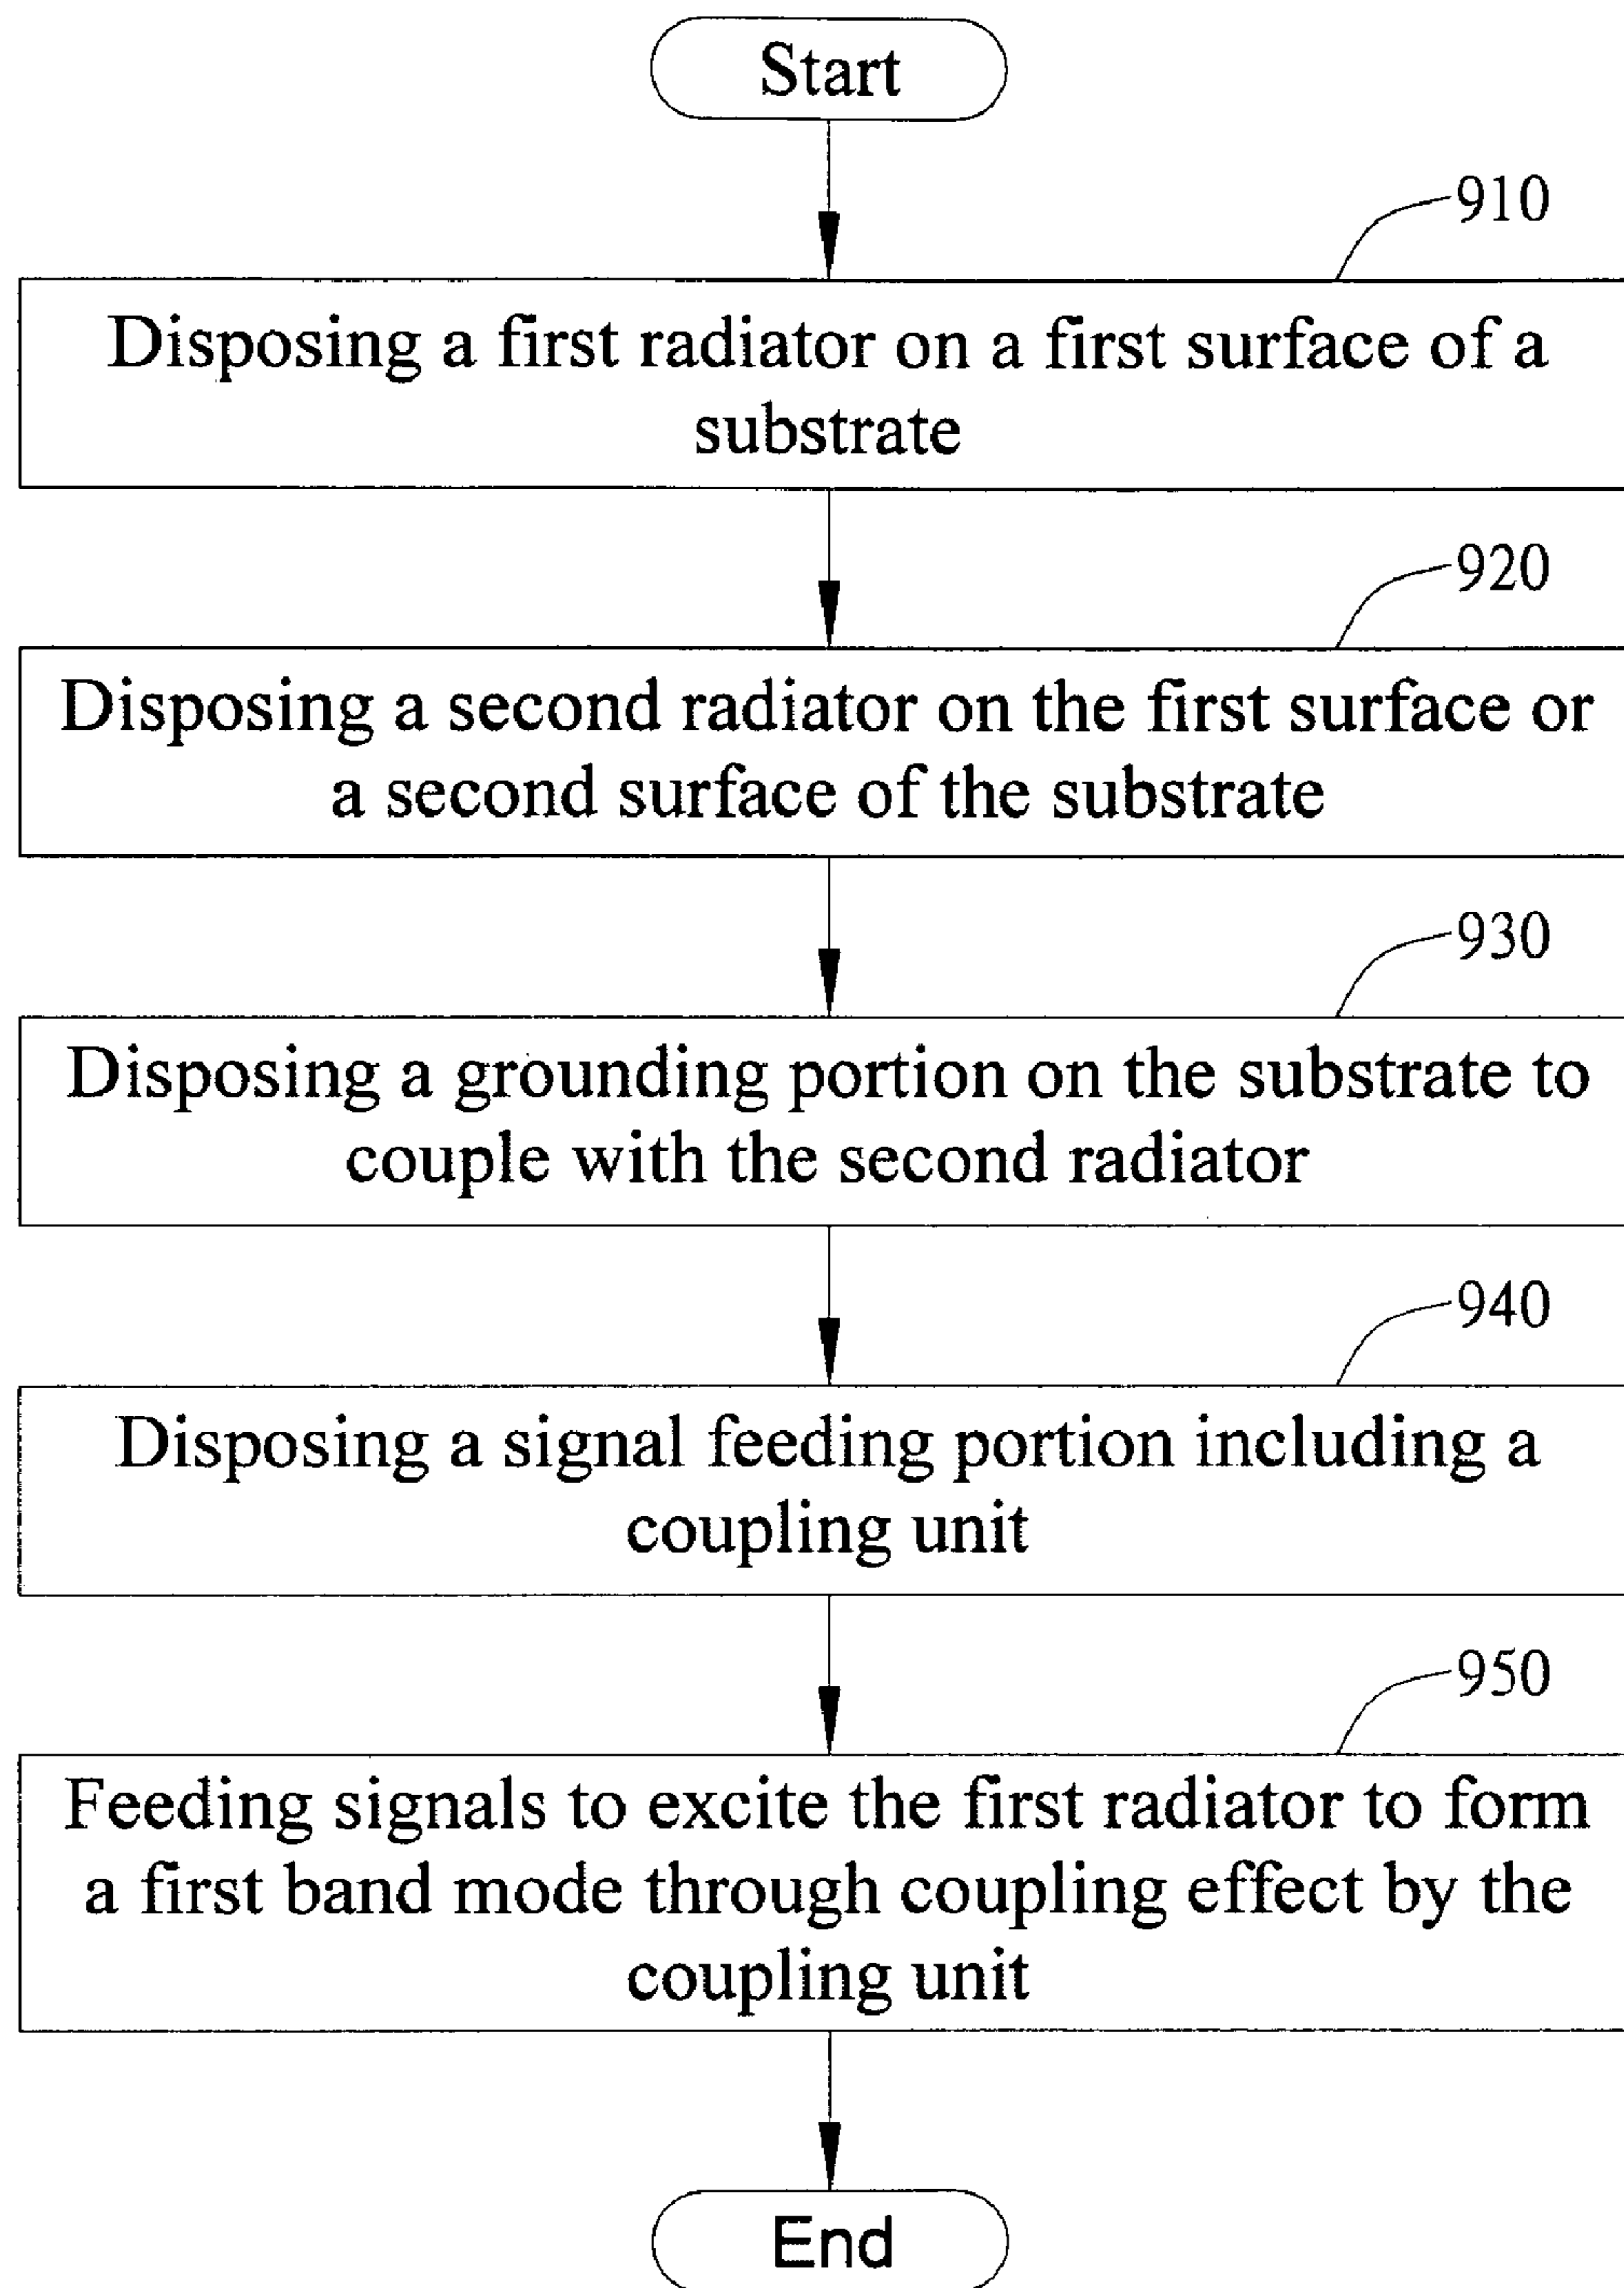 Start
910
Disposing a first radiator on a first surface of a
substrate
920
Disposing a second radiator on the first surface or
a second surface of the substrate
930
Disposing a grounding portion on the substrate to
couple with the second radiator
940
Disposing a signal feeding portion including a
coupling unit
950
Feeding signals to excite the first radiator to form
a first band mode through coupling effect by the
coupling unit
End